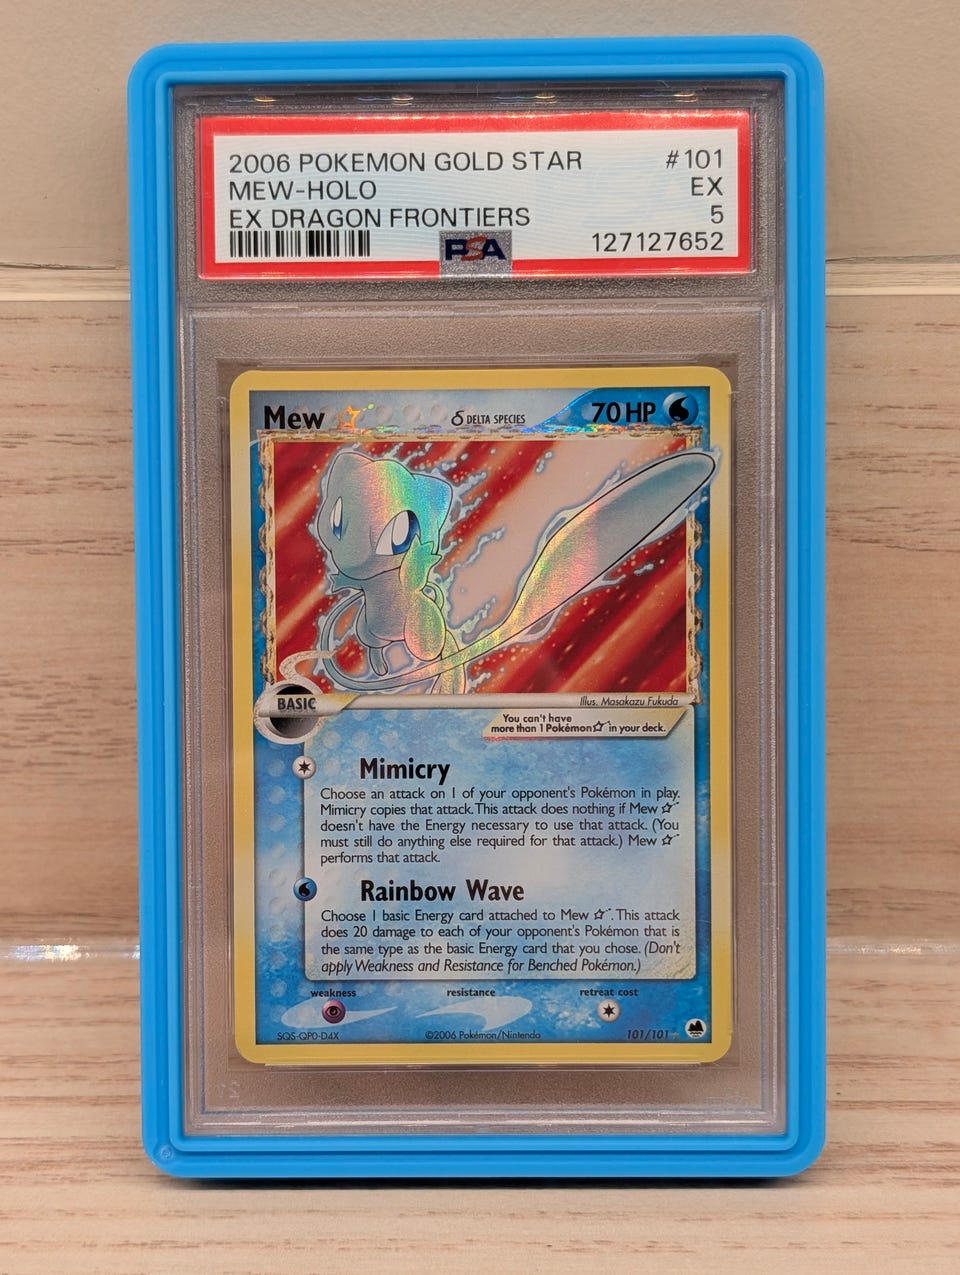 2006 POKEMON GOLD STAR #101
MEW-HOLO EX
EX DRAGON FRONTIERS 5
PSA 127127652
Mew ☆ δ DELTA SPECIES 70 HP
BASIC
Illus. Masakazu Fukuda
You can't have
more than 1 Pokémon☆ in your deck.
Mimicry
Choose an attack on 1 of your opponent's Pokémon in play.
Mimicry copies that attack. This attack does nothing if Mew ☆
doesn't have the Energy necessary to use that attack. (You
must still do anything else required for that attack.) Mew ☆
performs that attack.
Rainbow Wave
Choose 1 basic Energy card attached to Mew ☆. This attack
does 20 damage to each of your opponent's Pokémon that is
the same type as the basic Energy card that you chose. (Don't
apply Weakness and Resistance for Benched Pokémon.)
weakness resistance retreat cost
SQS-QP0-D4X ©2006 Pokémon/Nintendo 101/101